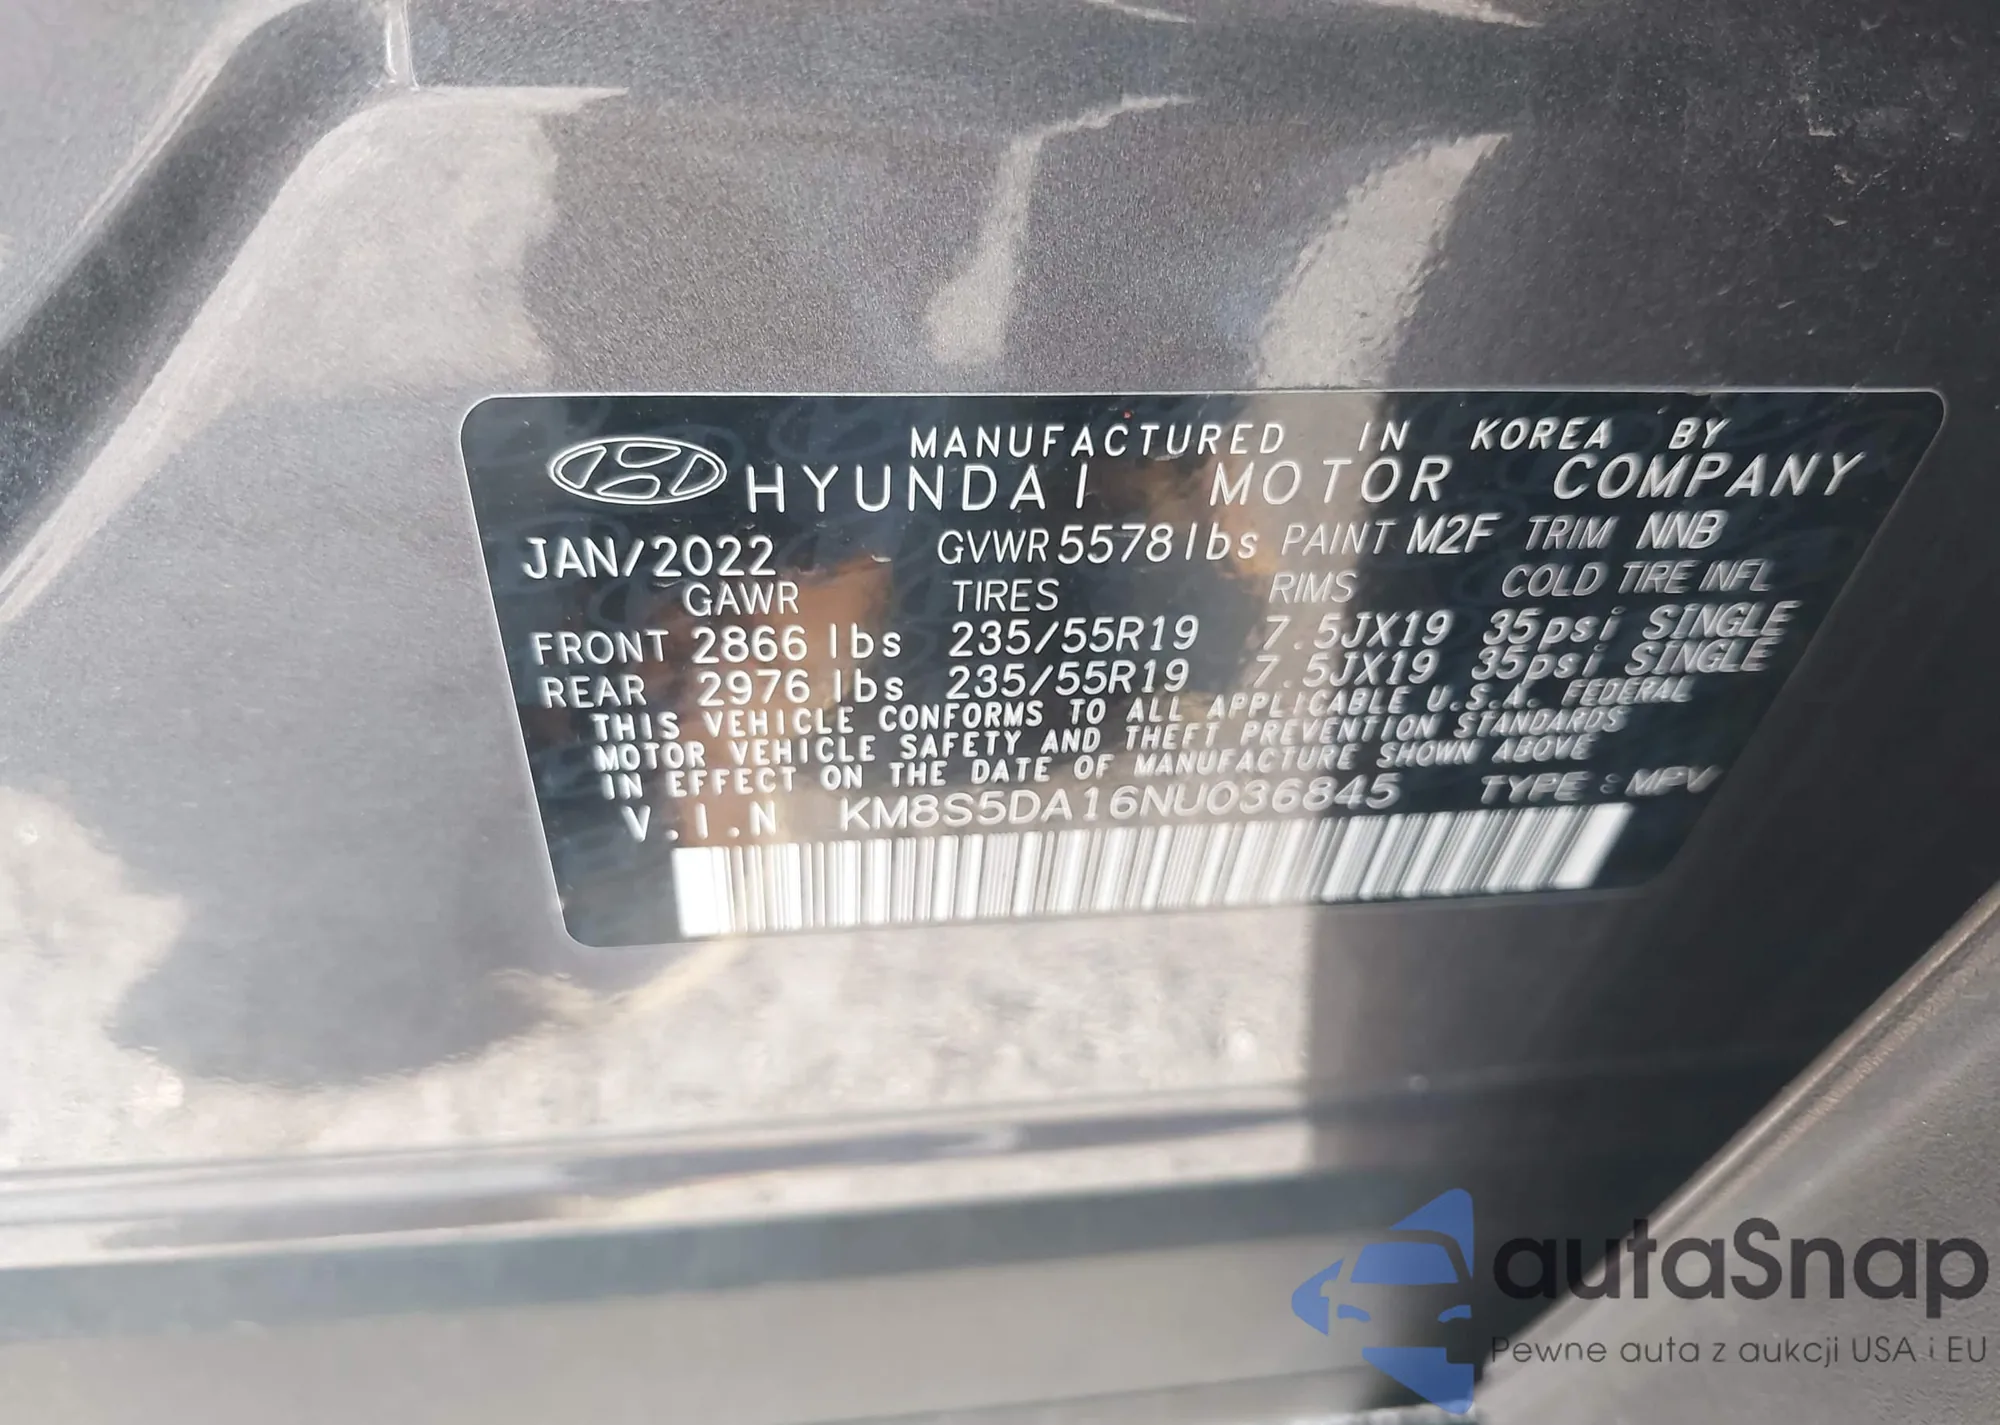 MANUFACTURED IN KOREA BY
HYUNDAI MOTOR COMPANY
JAN/2022 GVWR 5578lbs PAINT M2F TRIM NNB
GAWR TIRES RIMS COLD TIRE INFL
FRONT 2866 lbs 235/55R19 7.5JX19 35psi SINGLE
REAR 2976 lbs 235/55R19 7.5JX19 35psi SINGLE
THIS VEHICLE CONFORMS TO ALL APPLICABLE U.S.A. FEDERAL
MOTOR VEHICLE SAFETY AND THEFT PREVENTION STANDARDS
IN EFFECT ON THE DATE OF MANUFACTURE SHOWN ABOVE
V.I.N KM8S5DA16NU036845 TYPE : MPV
autaSnap
Pewne auta z aukcji USA i EU